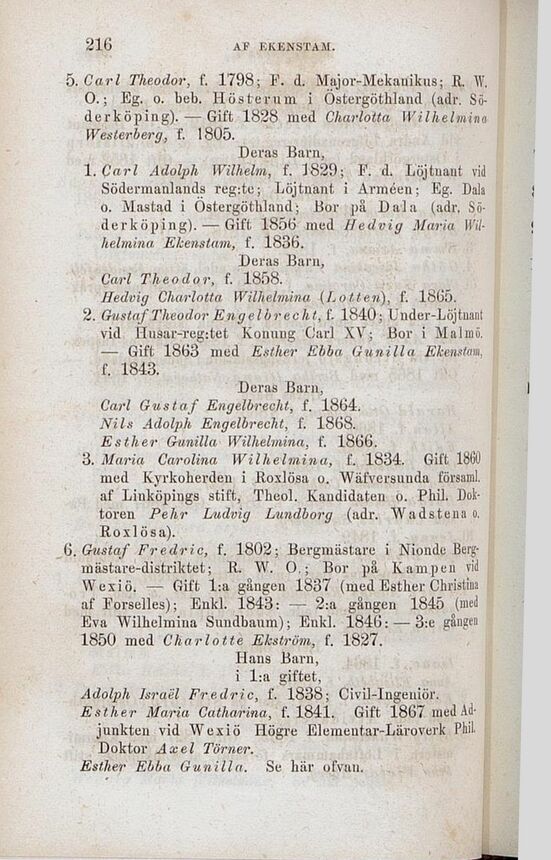 216 AF EKENSTAM.
5. Carl Theodor, f. 1798; F. d. Major-Mekanikus; R. W.
O.; Eg. o. beb. Hösterum i Östergöthland (adr. Sö-
derköping). — Gift 1828 med Charlotta Wilhelmina
Westerberg, f. 1805.
Deras Barn,
1. Carl Adolph Wilhelm, f. 1829; F. d. Löjtnant vid
Södermanlands reg:te; Löjtnant i Arméen; Eg. Dala
o. Mastad i Östergöthland; Bor på Dala (adr. Sö-
derköping). — Gift 1856 med Hedvig Maria Wil-
helmina Ekenstam, f. 1836.
Deras Barn,
Carl Theodor, f. 1858.
Hedvig Charlotta Wilhelmina (Lotten), f. 1865.
2. Gustaf Theodor Engelbrecht, f. 1840; Under-Löjtnant
vid Husar-reg:tet Konung Carl XV; Bor i Malmö.
— Gift 1863 med Esther Ebba Gunilla Ekenstam,
f. 1843.
Deras Barn,
Carl Gustaf Engelbrecht, f. 1864.
Nils Adolph Engelbrecht, f. 1868.
Esther Gunilla Wilhelmina, f. 1866.
3. Maria Carolina Wilhelmina, f. 1834. Gift 1860
med Kyrkoherden i Roxlösa o. Wäfversunda församl.
af Linköpings stift, Theol. Kandidaten o. Phil. Dok-
toren Pehr Ludvig Lundborg (adr. Wadstena o.
Roxlösa).
6. Gustaf Fredric, f. 1802; Bergmästare i Nionde Berg-
mästare-distriktet; R. W. O.; Bor på Kampen vid
Wexiö. — Gift 1:a gången 1837 (med Esther Christina
af Forselles); Enkl. 1843: — 2:a gången 1845 (med
Eva Wilhelmina Sundbaum); Enkl. 1846: — 3:e gången
1850 med Charlotte Ekström, f. 1827.
Hans Barn,
i 1:a giftet,
Adolph Israël Fredric, f. 1838; Civil-Ingeniör.
Esther Maria Catharina, f. 1841. Gift 1867 med Ad-
junkten vid Wexiö Högre Elementar-Läroverk Phil.
Doktor Axel Törner.
Esther Ebba Gunilla. Se här ofvan.